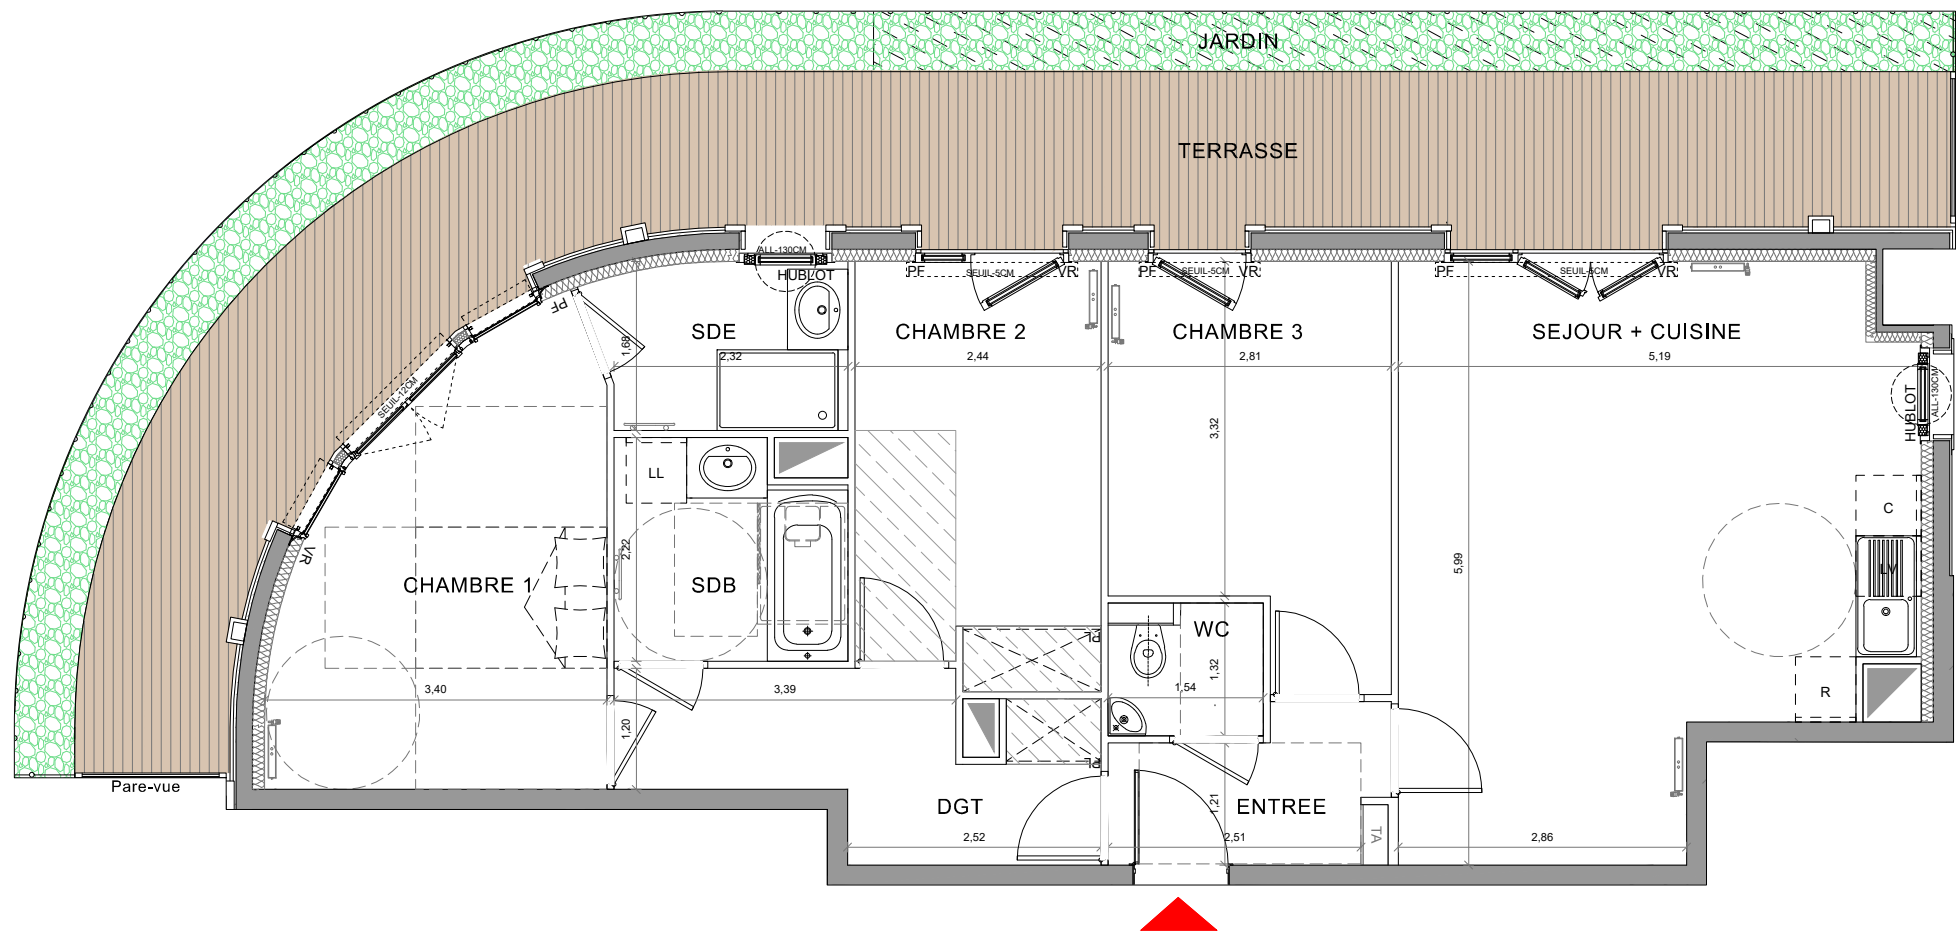 JARDIN
TERRASSE
ALL-130CM
HUBLOT
PF
SEUIL-5CM
VR
PF
SEUIL-5CM
VR
PF
SEUIL-5CM
VR
PF
SDE
CHAMBRE 2
CHAMBRE 3
SEJOUR + CUISINE
1,68
2,32
2,44
2,81
5,19
SEUIL-12CM
HUBLOT
ALL-130CM
3,32
LL
C
2,22
5,99
VR
CHAMBRE 1
SDB
LV
WC
PL
1,32
3,40
3,39
1,54
R
1,20
PL
Pare-vue
DGT
1,21
ENTREE
TA
2,52
2,51
2,86